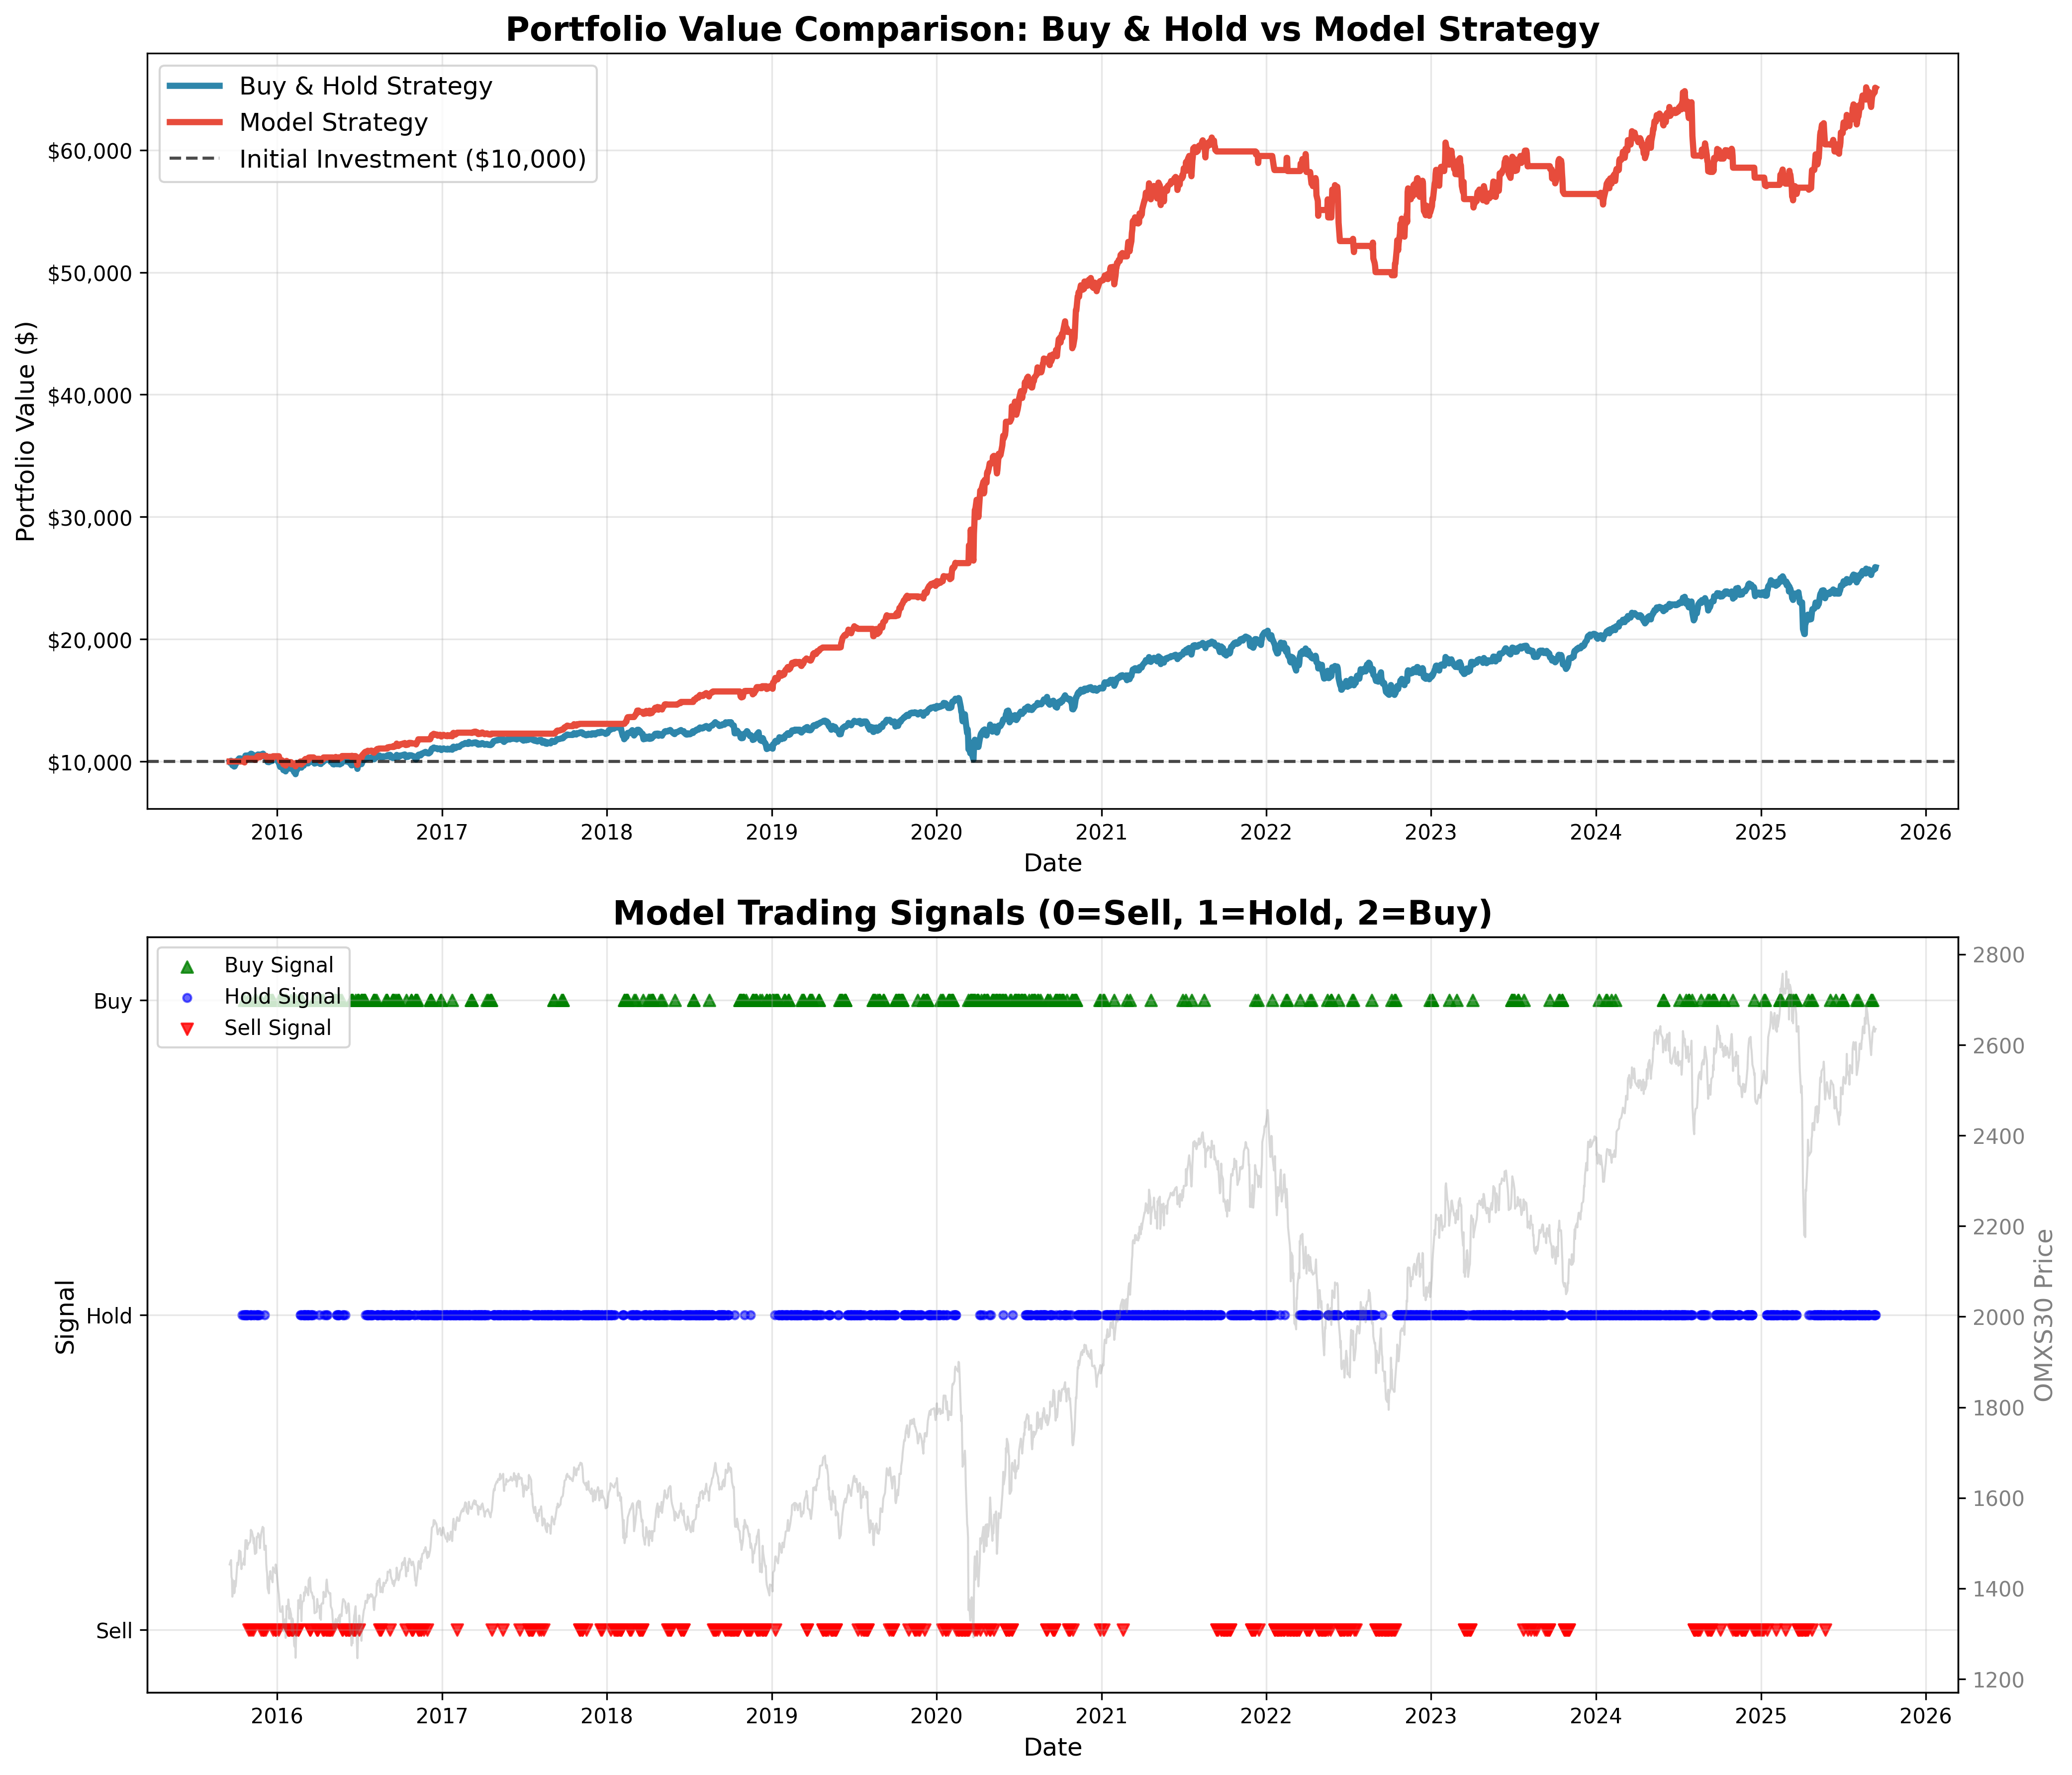 Portfolio Value Comparison: Buy & Hold vs Model Strategy
Buy & Hold Strategy
Model Strategy
Initial Investment ($10,000)
Portfolio Value ($)
$60,000
$50,000
$40,000
$30,000
$20,000
$10,000
2016 2017 2018 2019 2020 2021 2022 2023 2024 2025 2026
Date
Model Trading Signals (0=Sell, 1=Hold, 2=Buy)
Buy Signal
Hold Signal
Sell Signal
Signal
Buy
Hold
Sell
2800
2600
2400
2200
2000
1800
1600
1400
1200
OMXS30 Price
2016 2017 2018 2019 2020 2021 2022 2023 2024 2025 2026
Date